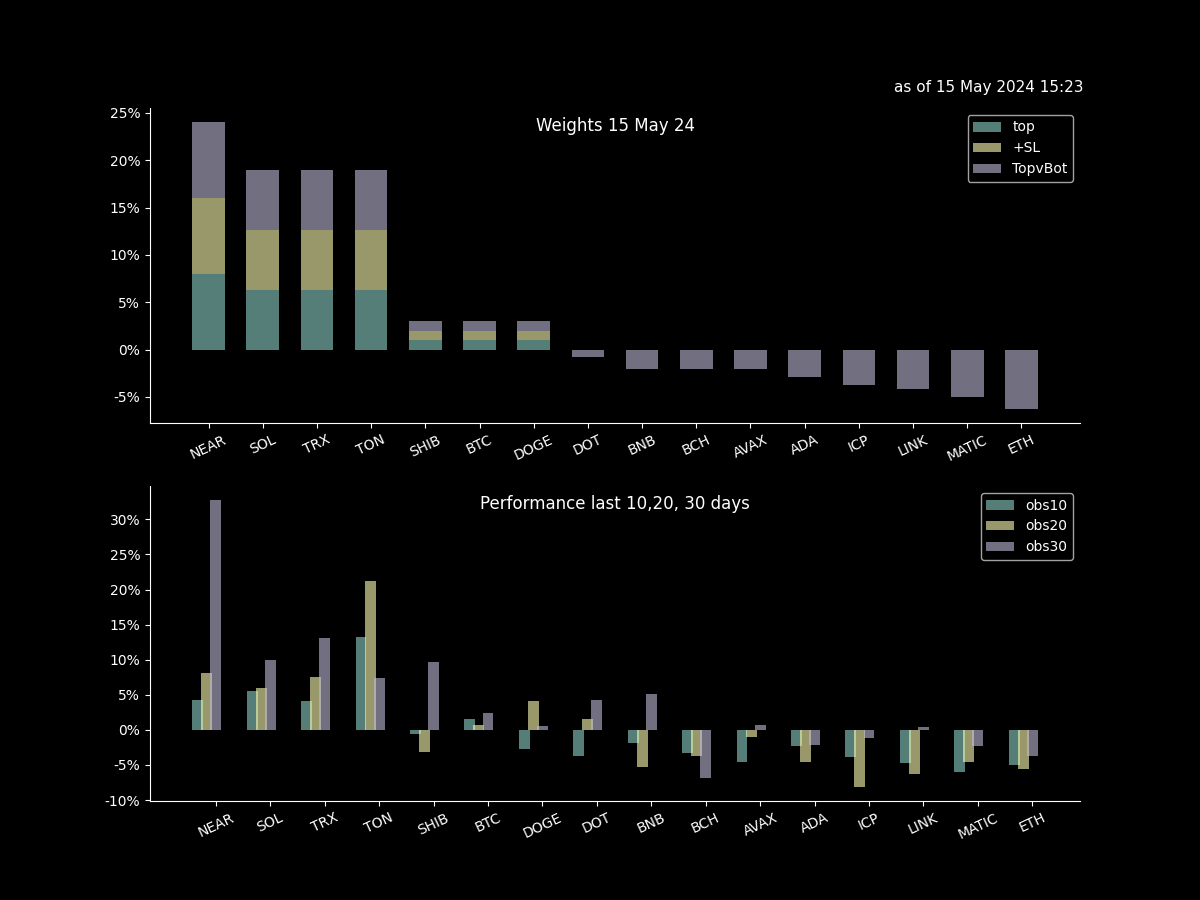 as of 15 May 2024 15:23
Weights 15 May 24
top
+SL
TopvBot
25%
20%
15%
10%
5%
0%
-5%
NEAR SOL TRX TON SHIB BTC DOGE DOT BNB BCH AVAX ADA ICP LINK MATIC ETH
Performance last 10,20, 30 days
obs10
obs20
obs30
30%
25%
20%
15%
10%
5%
0%
-5%
-10%
NEAR SOL TRX TON SHIB BTC DOGE DOT BNB BCH AVAX ADA ICP LINK MATIC ETH